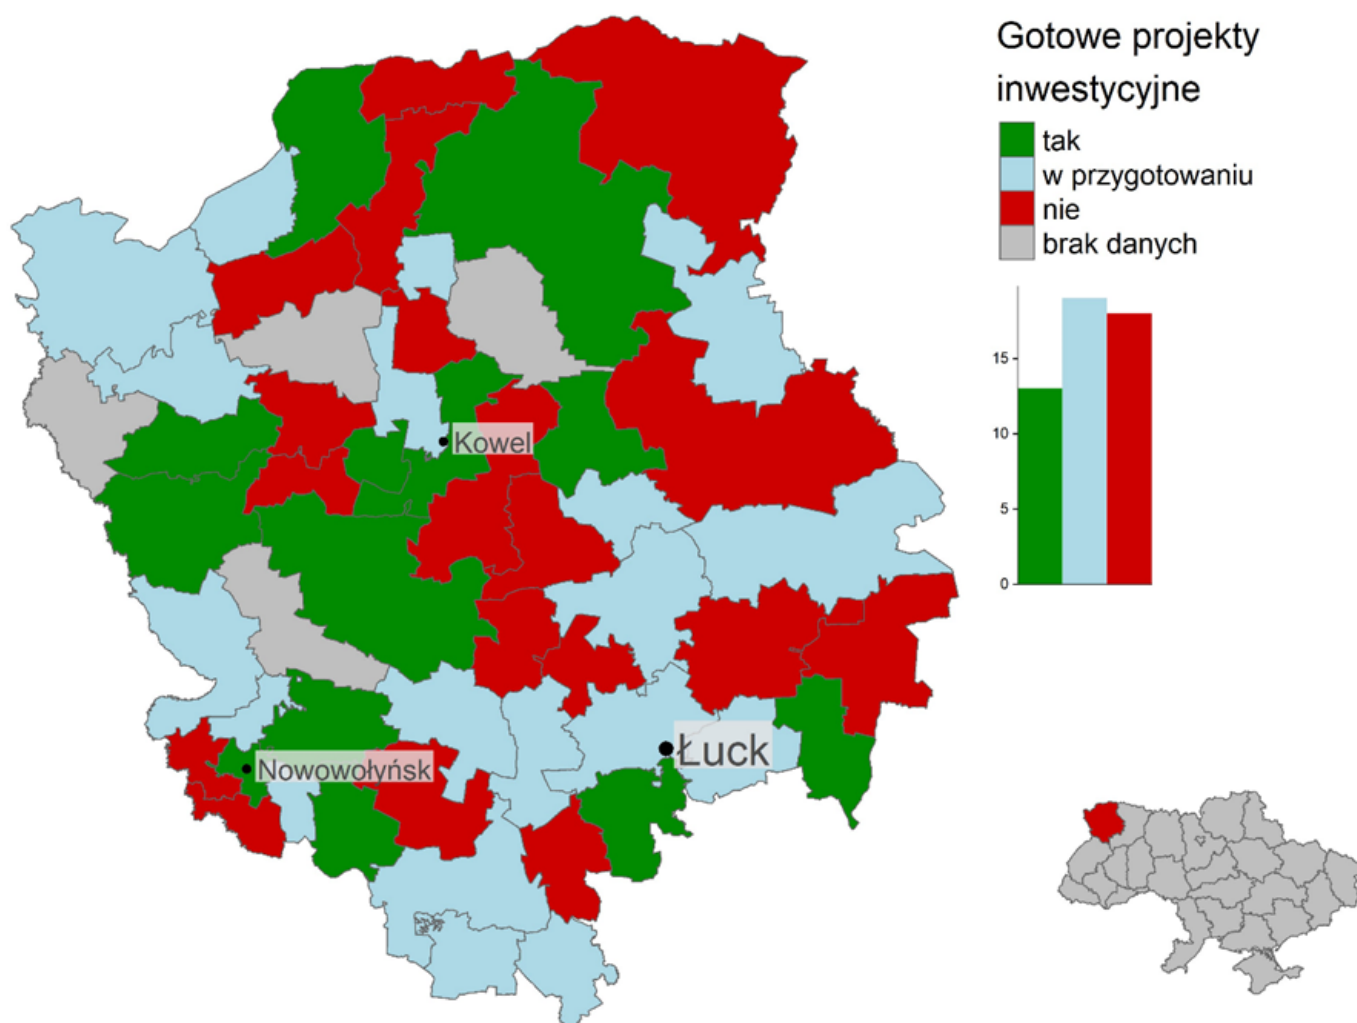 Gotowe projekty
inwestycyjne
tak
w przygotowaniu
nie
brak danych
15
10
5
0
Kowel
Łuck
Nowowołyńsk